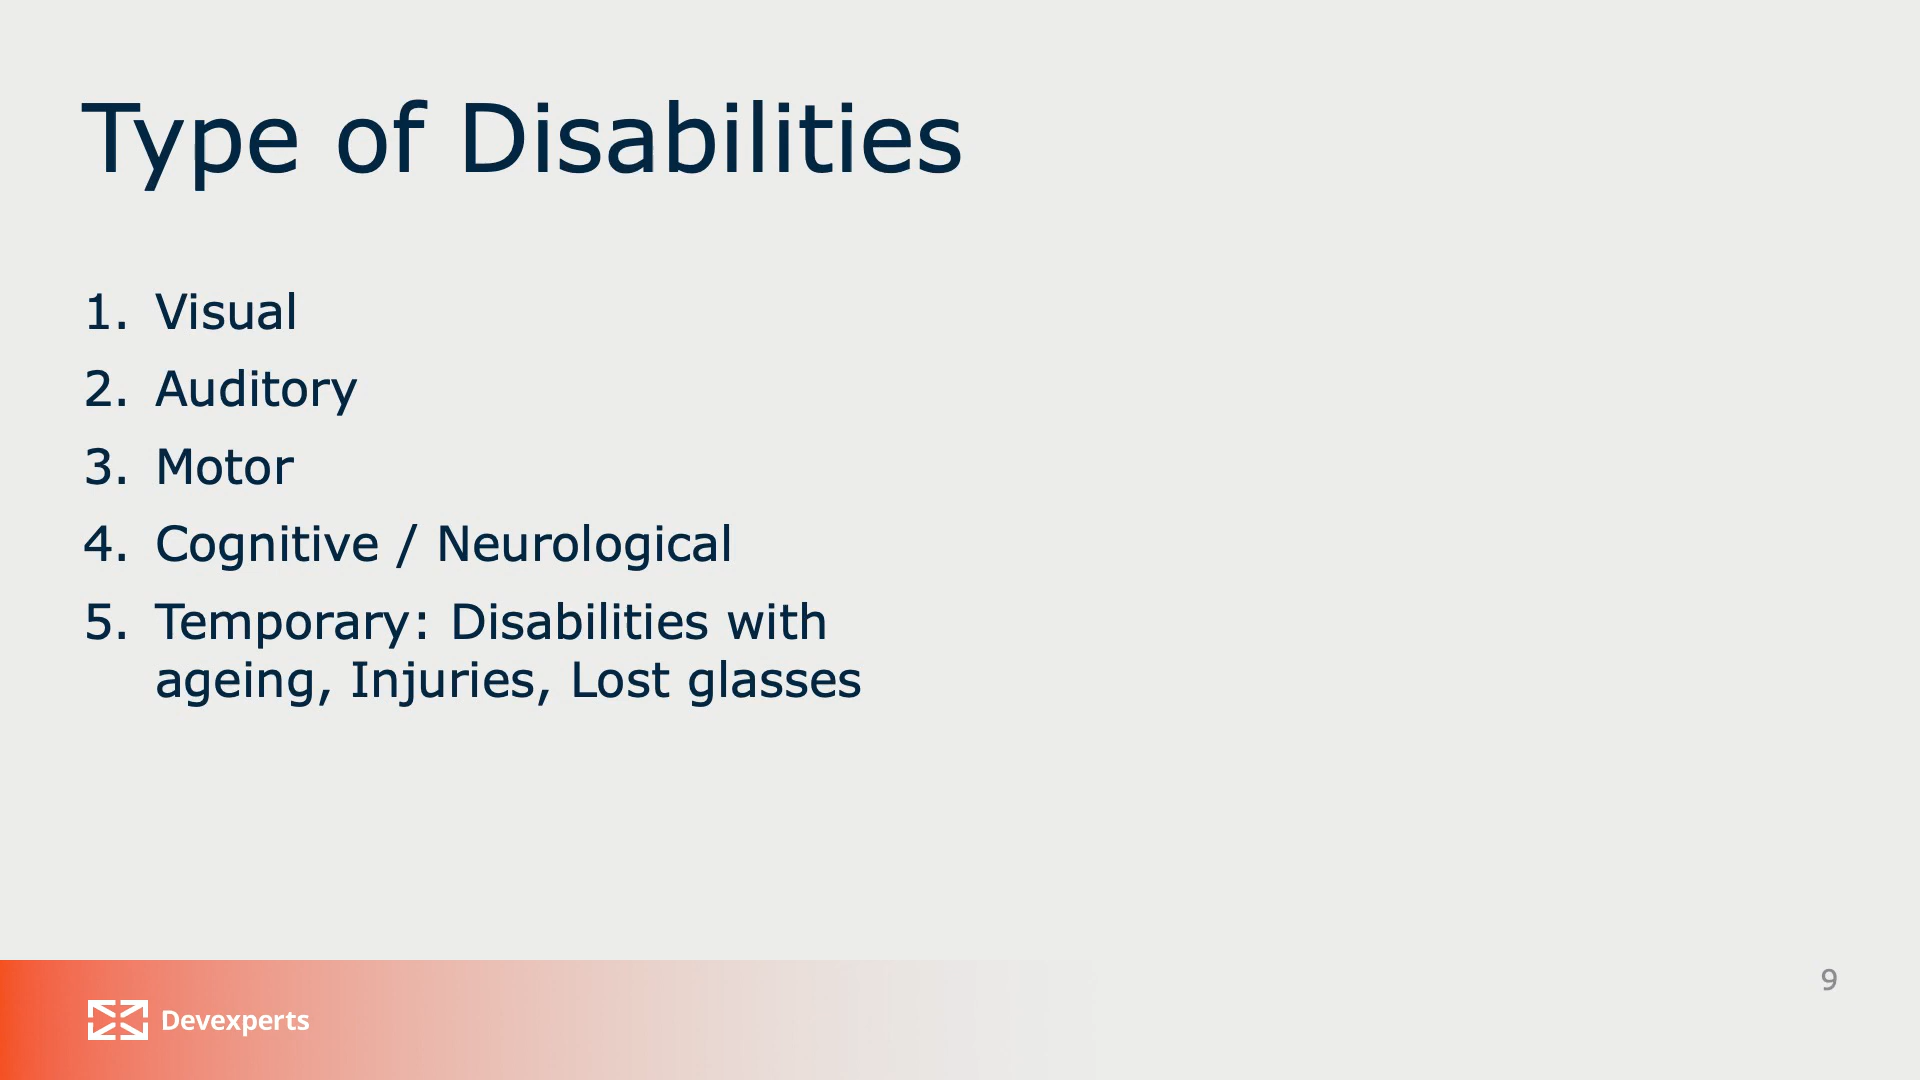 Type of Disabilities
1. Visual
2. Auditory
3. Motor
4. Cognitive / Neurological
5. Temporary: Disabilities with
ageing, Injuries, Lost glasses
9
Devexperts